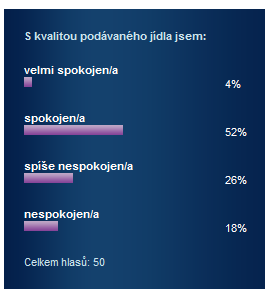 S kvalitou podávaného jídla jsem:
velmi spokojen/a
4%
spokojen/a
52%
spíše nespokojen/a
26%
nespokojen/a
18%
Celkem hlasů: 50